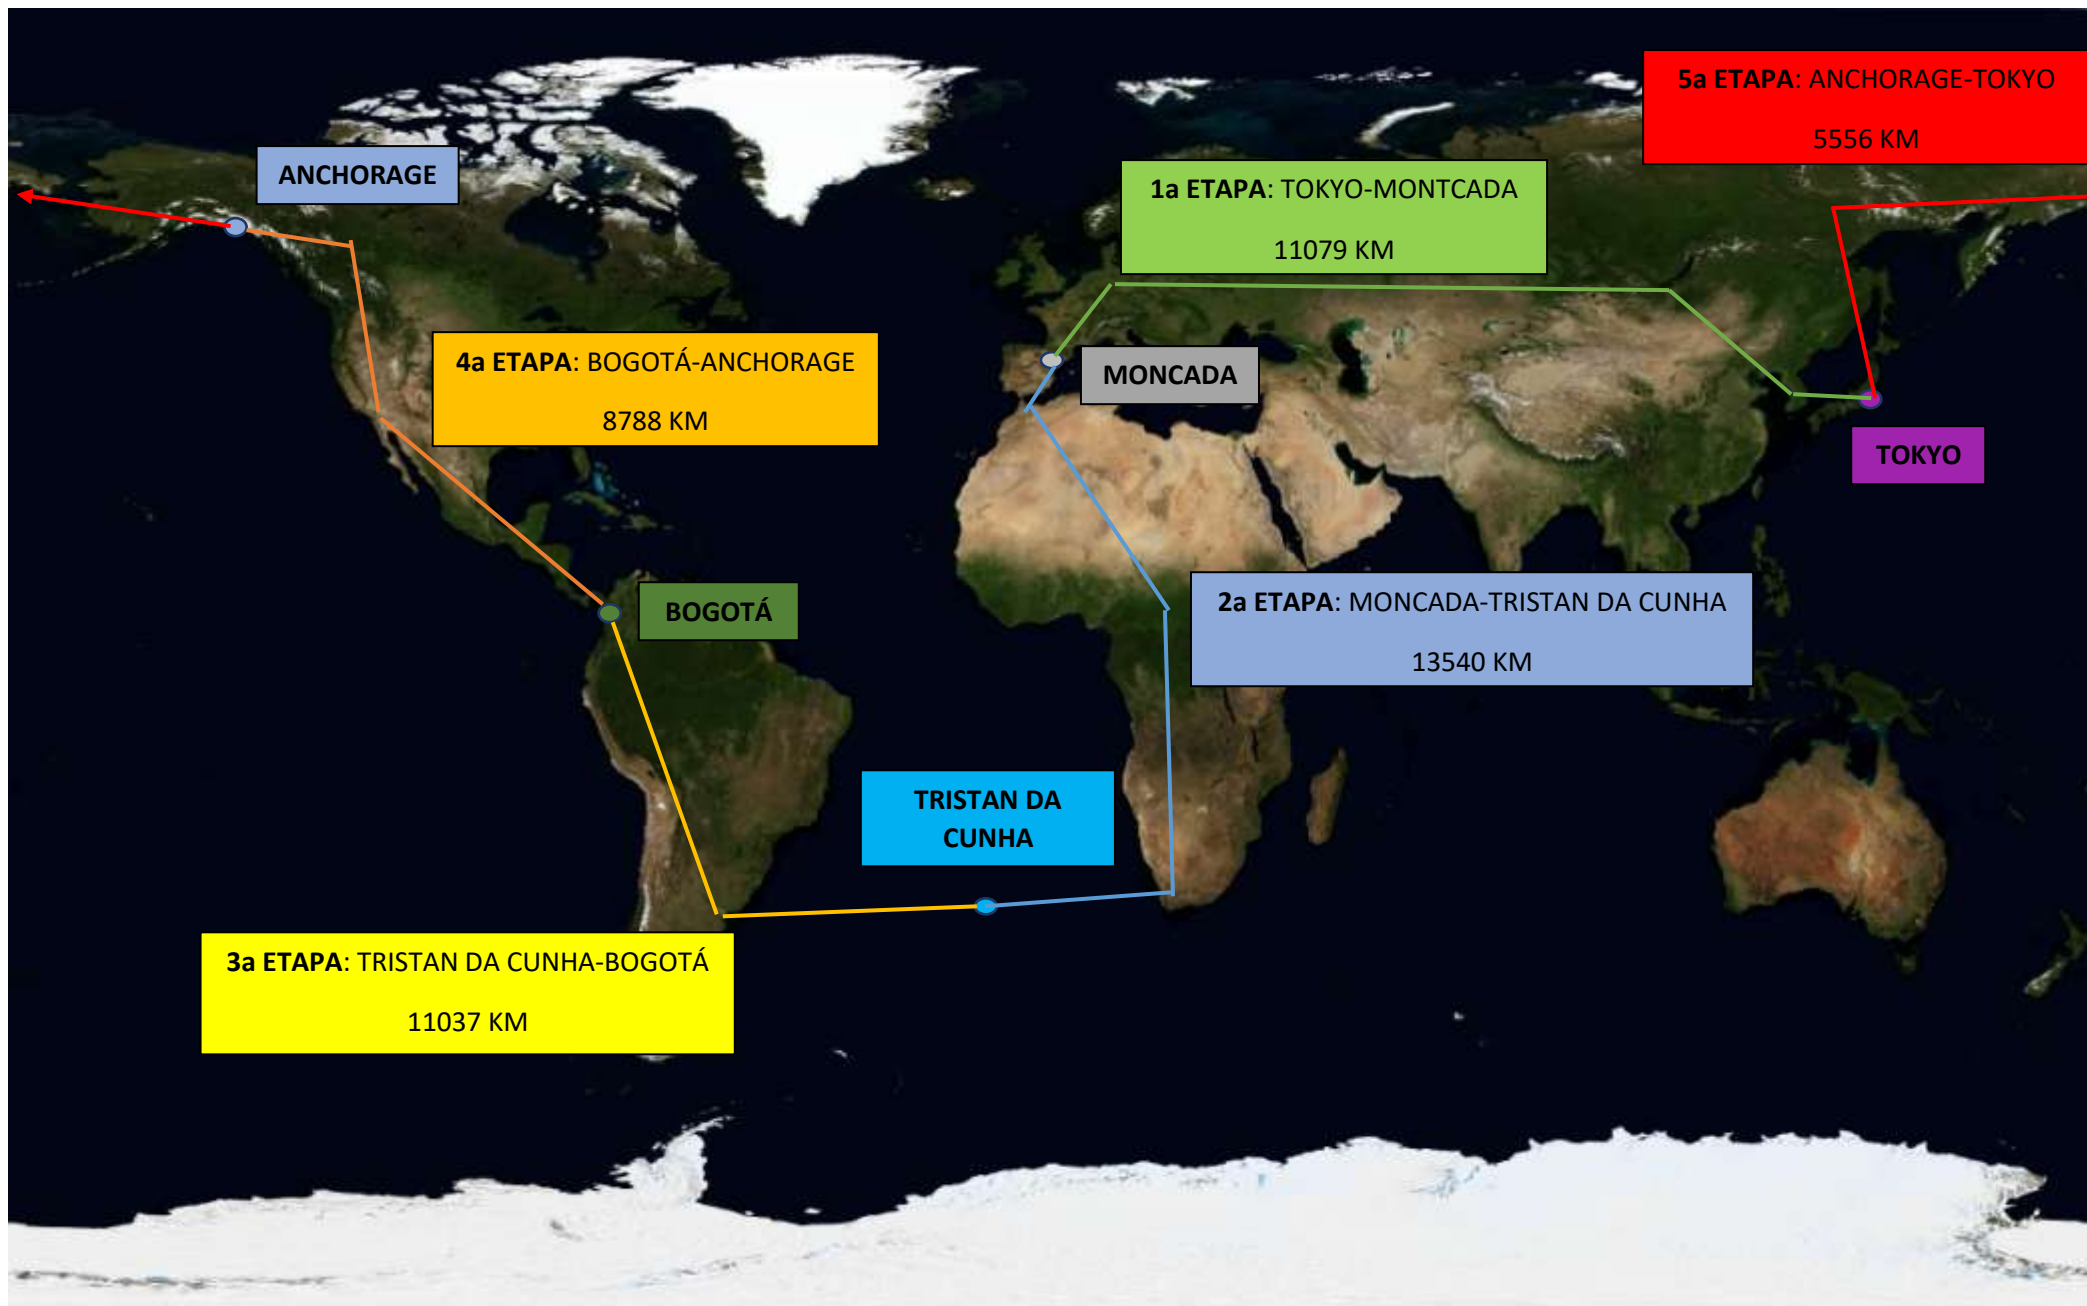 5a ETAPA: ANCHORAGE-TOKYO
5556 KM
ANCHORAGE
1a ETAPA: TOKYO-MONTCADA
11079 KM
4a ETAPA: BOGOTÁ-ANCHORAGE
8788 KM
MONCADA
TOKYO
BOGOTÁ
2a ETAPA: MONCADA-TRISTAN DA CUNHA
13540 KM
TRISTAN DA
CUNHA
3a ETAPA: TRISTAN DA CUNHA-BOGOTÁ
11037 KM